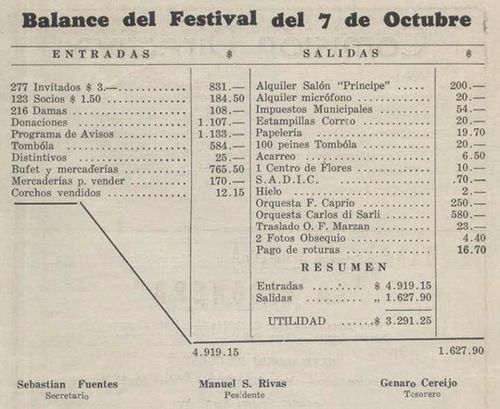 Balance del Festival del 7 de Octubre
ENTRADAS $
277 Invitados $ 3.— 831.—
123 Socios $ 1.50 184.50
216 Damas 108.—
Donaciones 1.107.—
Programa de Avisos 1.133.—
Tombóla 584.—
Distintivos 25.—
Bufet y mercaderías 765.50
Mercaderías p. vender 170.—
Corchos vendidos 12.15
4.919.15
SALIDAS $
Alquiler Salón "Príncipe" 200.—
Alquiler micrófono 20.—
Impuestos Municipales 54.—
Estampillas Correo 20.—
Papelería 19.70
100 peines Tombóla 20.—
Acarreo 6.50
1 Centro de Flores 10.—
S.A.D.I.C. .70.—
Hielo 2.—
Orquesta F. Caprio 250.—
Orquesta Carlos di Sarli 580.—
Traslado O. F. Marzan 23.—
2 Fotos Obsequio 4.40
Pago de roturas 16.70
RESUMEN
Entradas $ 4.919.15
Salidas ,, 1.627.90
UTILIDAD $ 3.291.25
1.627.90
Sebastian Fuentes
Secretario
Manuel S. Rivas
Pesidente
Genaro Cereijo
Tesorero